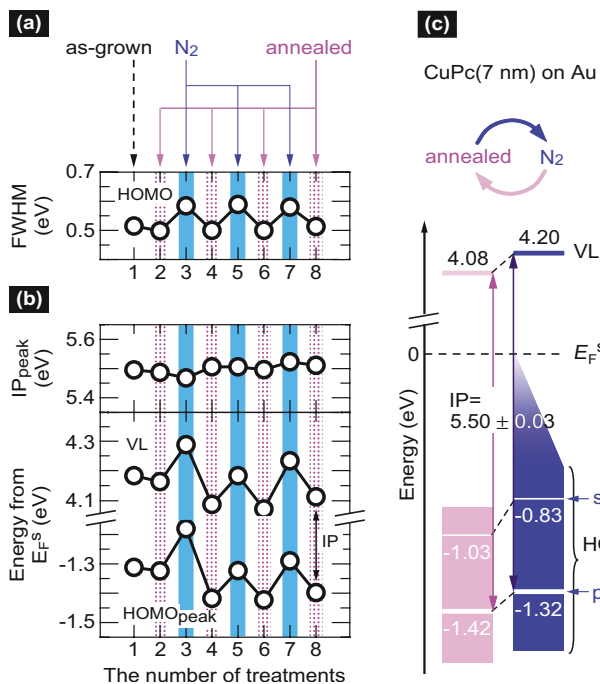 (a)
as-grown
N2
annealed
0.7
0.5
FWHM
(eV)
HOMO
1 2 3 4 5 6 7 8
(b)
5.6
5.4
IPpeak
(eV)
VL
4.3
4.1
-1.3
-1.5
Energy from
EF^S (eV)
IP
HOMOpeak
1 2 3 4 5 6 7 8
The number of treatments
(c)
CuPc(7 nm) on Au
annealed
N2
4.08
4.20
VL
0
EF^S
Energy (eV)
IP=
5.50 ± 0.03
s
-0.83
-1.03
p
-1.32
-1.42